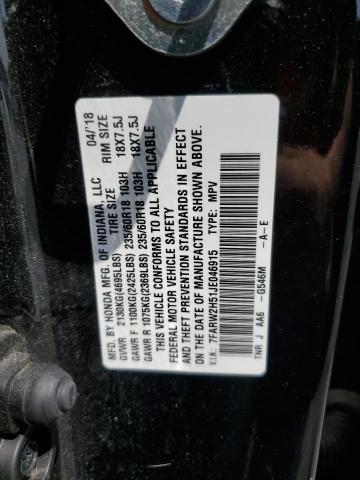 MFD. BY HONDA MFG. OF INDIANA, LLC 04/'18
TIRE SIZE RIM SIZE
GVWR 2130KG(4695LBS)
GAWR F 1100KG(2425LBS) 235/60R18 103H 18X7.5J
GAWR R 1075KG(2369LBS) 235/60R18 103H 18X7.5J
THIS VEHICLE CONFORMS TO ALL APPLICABLE
FEDERAL MOTOR VEHICLE SAFETY AND THEFT
PREVENTION STANDARDS IN EFFECT
ON THE DATE OF MANUFACTURE SHOWN ABOVE.
V.I.N: 7FARW2H51JE046915 TYPE: MPV
TNR J AA6 -G546M -A-E